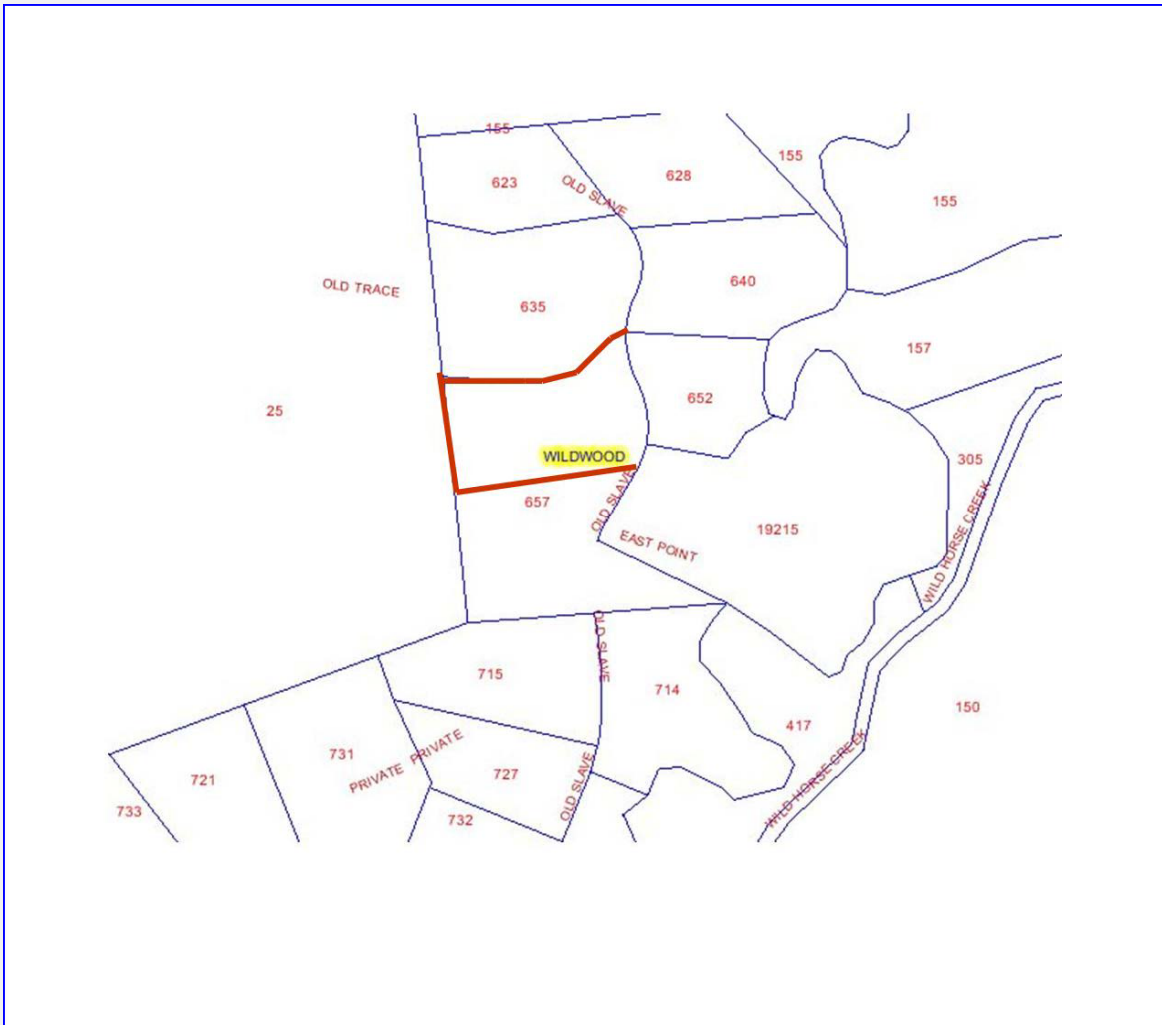 155
155
623
628
OLD SLAVE
155
OLD TRACE
635
640
157
25
652
WILDWOOD
305
657
OLD SLAVE
EAST POINT
19215
WILD HORSE CREEK
OLD SLAVE
715
714
150
417
731
PRIVATE PRIVATE
721
727
OLD SLAVE
WILD HORSE CREEK
733
732